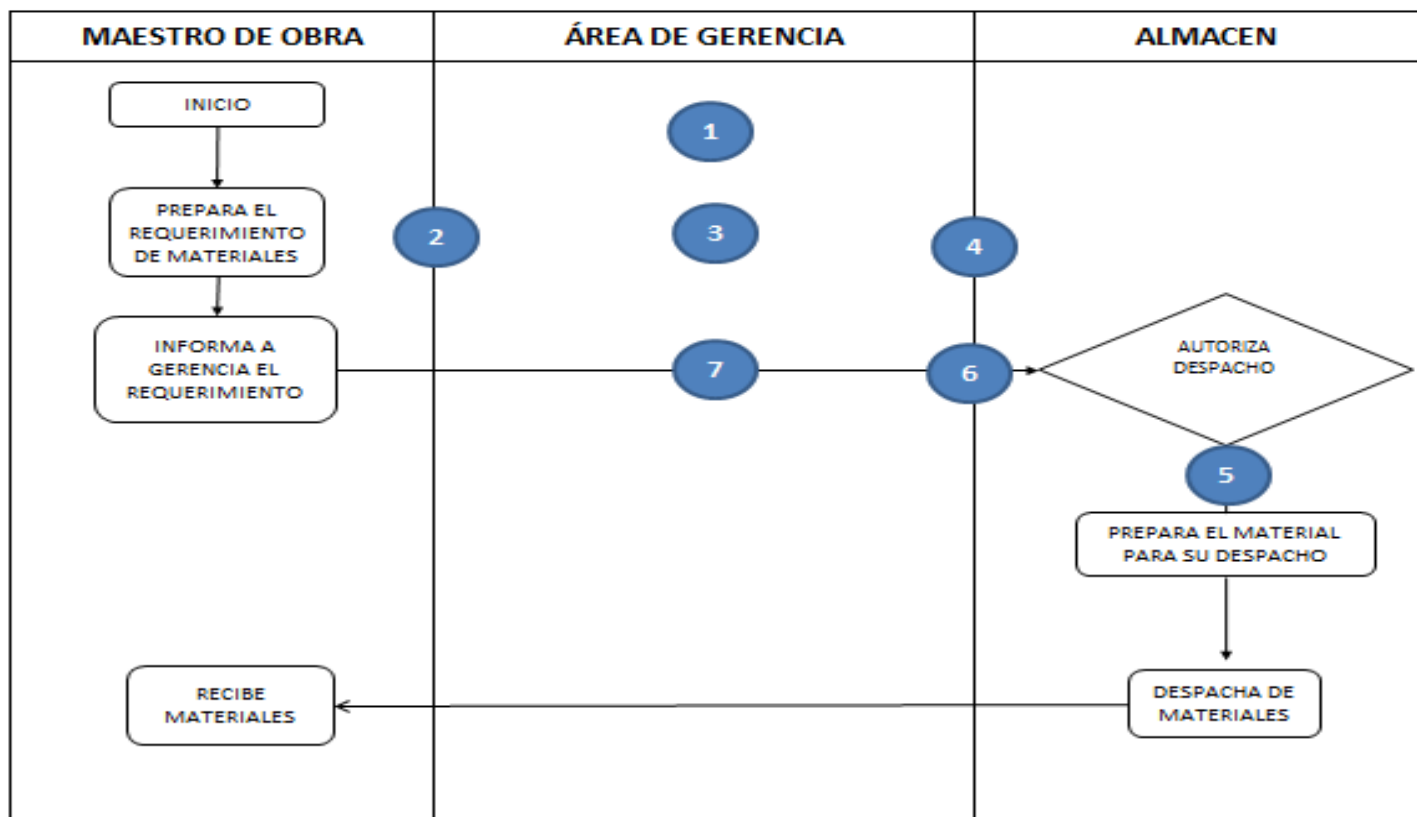 MAESTRO DE OBRA
ÁREA DE GERENCIA
ALMACEN
INICIO
1
PREPARA EL
REQUERIMIENTO
DE MATERIALES
2
3
4
INFORMA A
GERENCIA EL
REQUERIMIENTO
7
6
AUTORIZA
DESPACHO
5
PREPARA EL MATERIAL
PARA SU DESPACHO
RECIBE
MATERIALES
DESPACHA DE
MATERIALES